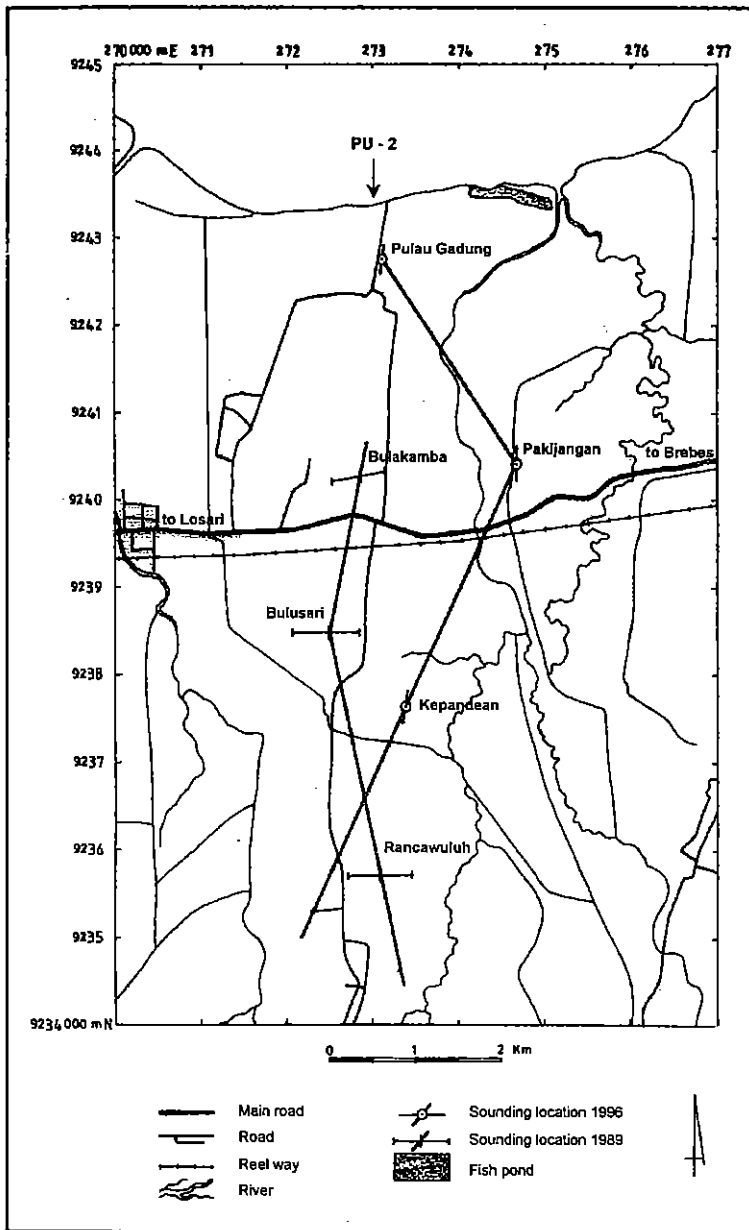 270 000 mE 271 272 273 274 275 276 277
9245
9244
PU - 2
9243
Pulau Gadung
9242
9241
Bulakamba
Pakijangan
to Brebes
9240
to Losari
9239
Bulusari
9238
Kepandean
9237
9236
Rancawuluh
9235
9234 000 mN
0 1 2 Km
Main road
Sounding location 1996
Road
Sounding location 1989
Reel way
Fish pond
River